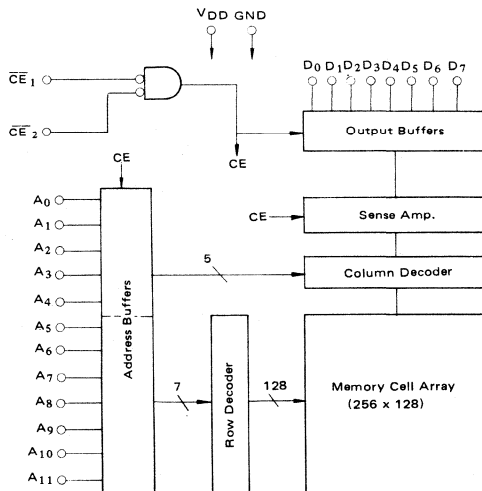 VDD GND
D0 D1 D2 D3 D4 D5 D6 D7
CE1
CE2
Output Buffers
CE
CE
A0
A1
A2
A3
A4
A5
A6
A7
A8
A9
A10
A11
Address Buffers
CE
Sense Amp.
5
Column Decoder
7
Row Decoder
128
Memory Cell Array
(256 x 128)